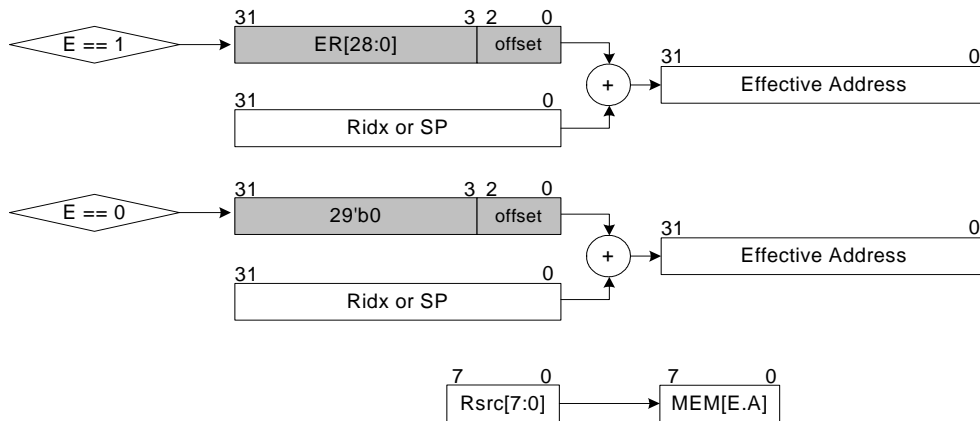 31 3 2 0
E == 1 ER[28:0] offset
31 0
+ Effective Address
31 0
Ridx or SP
31 3 2 0
E == 0 29'b0 offset
31 0
+ Effective Address
31 0
Ridx or SP
7 0 7 0
Rsrc[7:0] MEM[E.A]